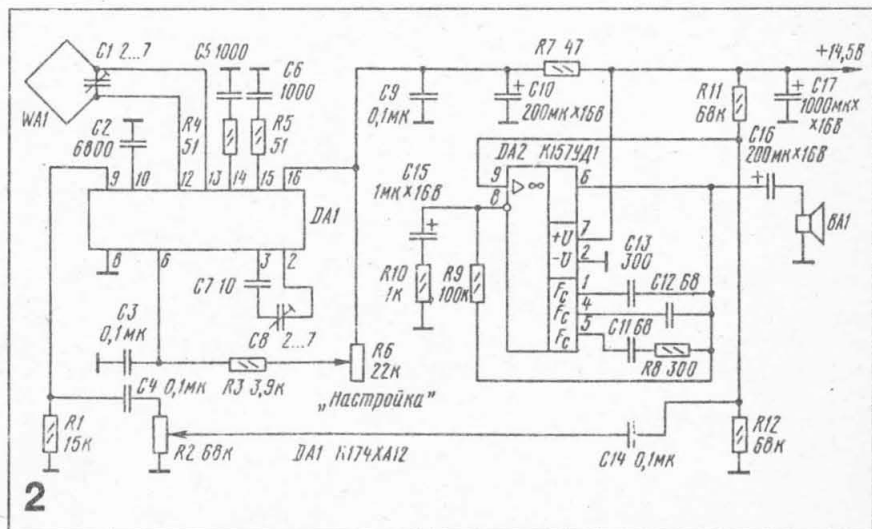 C1 2...7
C5 1000
C6
1000
R7 47
+14,5В
WA1
C2
6800
R4
51
R5
51
C9
0,1мк
C10
200мк×16В
R11
68к
C17
1000мк×
×16В
C15
1мк×16В
DA2 К157УД1
C16
200мк×16В
9 10 12 13 14 15 16
DA1
8 6 3 2
9
8
▷ ∞
6
+U 7
-U 2
Fc 1
Fc 4
Fc 5
C13
300
C12 68
C11 68
R8 300
BA1
C7 10
C8 2...7
R10
1к
R9
100к
C3
0,1мк
R3 3,9к
R6
22к
„Настройка"
C4 0,1мк
R1
15к
R2 68к
DA1 К174ХА12
C14 0,1мк
R12
68к
2